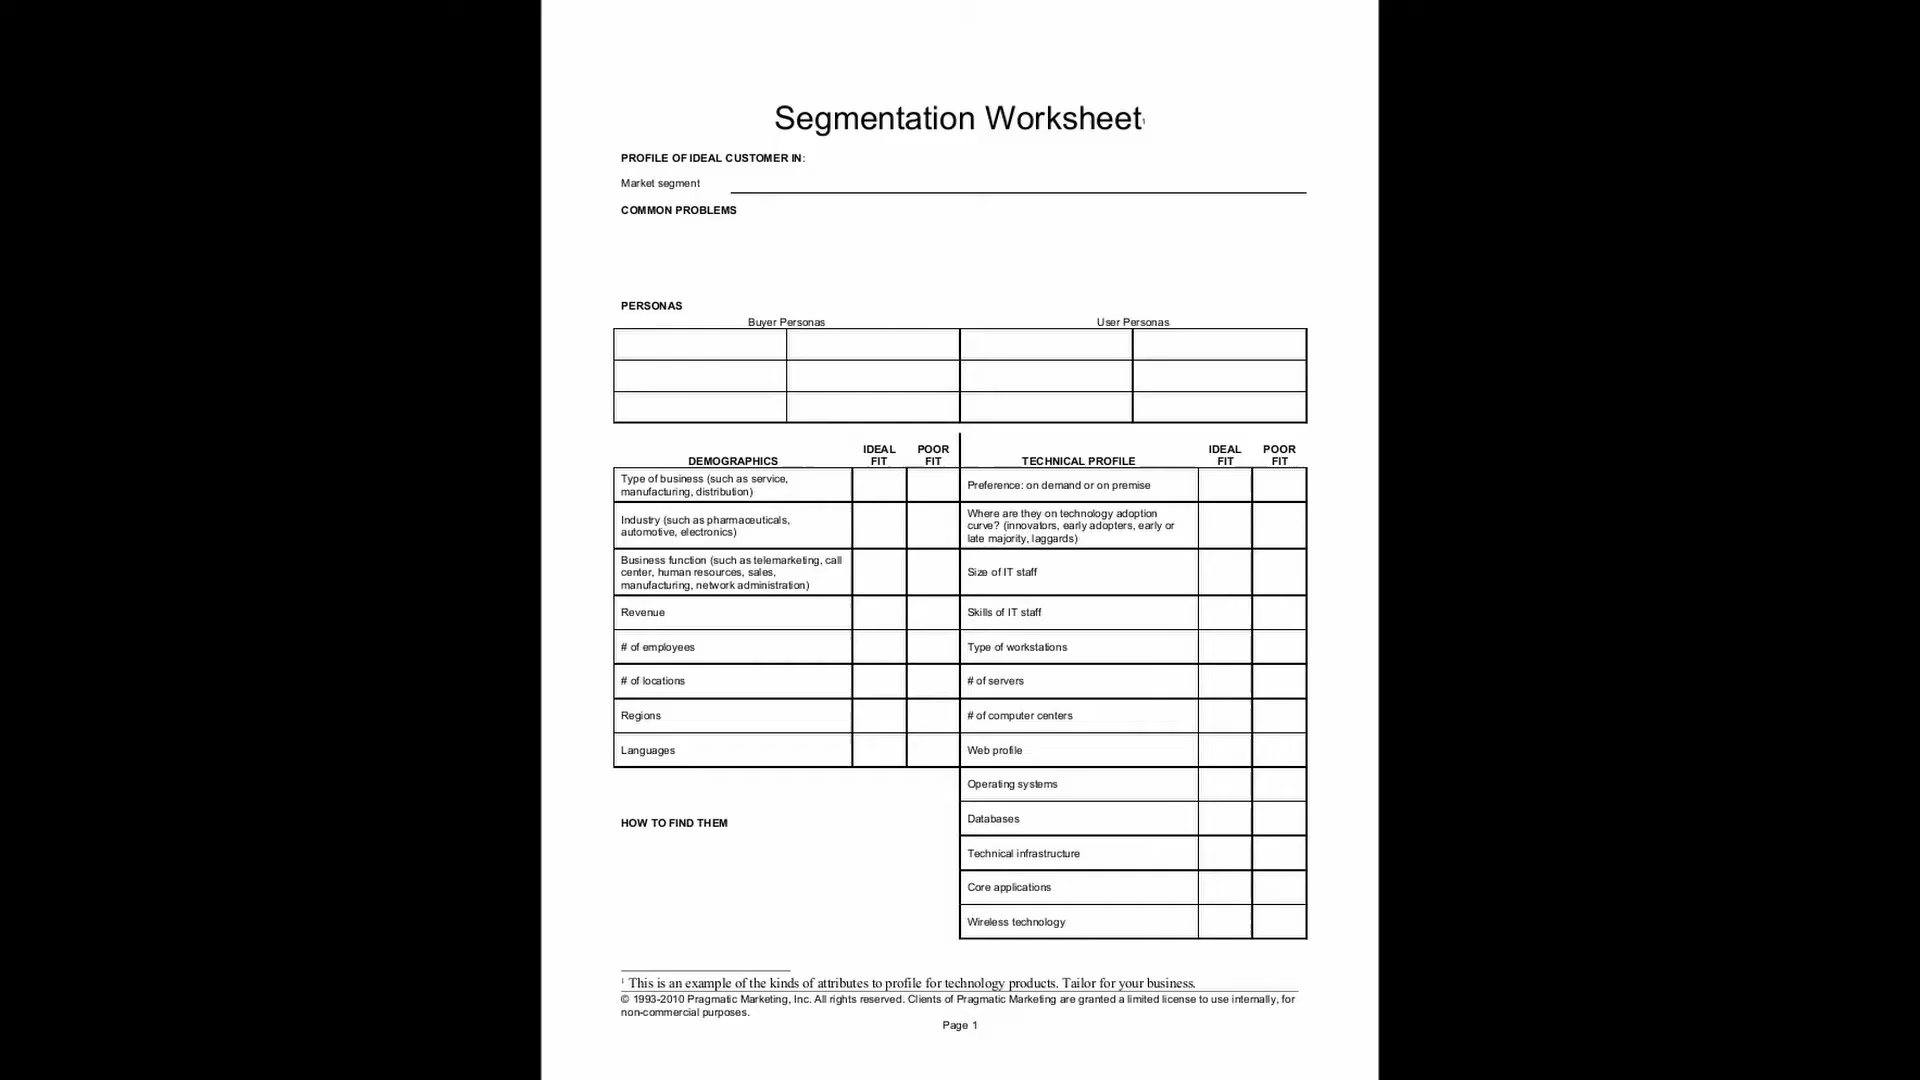 Segmentation Worksheet¹
PROFILE OF IDEAL CUSTOMER IN:
Market segment
COMMON PROBLEMS
PERSONAS
Buyer Personas
User Personas
DEMOGRAPHICS
IDEAL
FIT
POOR
FIT
Type of business (such as service,
manufacturing, distribution)
Industry (such as pharmaceuticals,
automotive, electronics)
Business function (such as telemarketing, call
center, human resources, sales,
manufacturing, network administration)
Revenue
# of employees
# of locations
Regions
Languages
HOW TO FIND THEM
TECHNICAL PROFILE
IDEAL
FIT
POOR
FIT
Preference: on demand or on premise
Where are they on technology adoption
curve? (innovators, early adopters, early or
late majority, laggards)
Size of IT staff
Skills of IT staff
Type of workstations
# of servers
# of computer centers
Web profile
Operating systems
Databases
Technical infrastructure
Core applications
Wireless technology
¹ This is an example of the kinds of attributes to profile for technology products. Tailor for your business.
© 1993-2010 Pragmatic Marketing, Inc. All rights reserved. Clients of Pragmatic Marketing are granted a limited license to use internally, for
non-commercial purposes.
Page 1